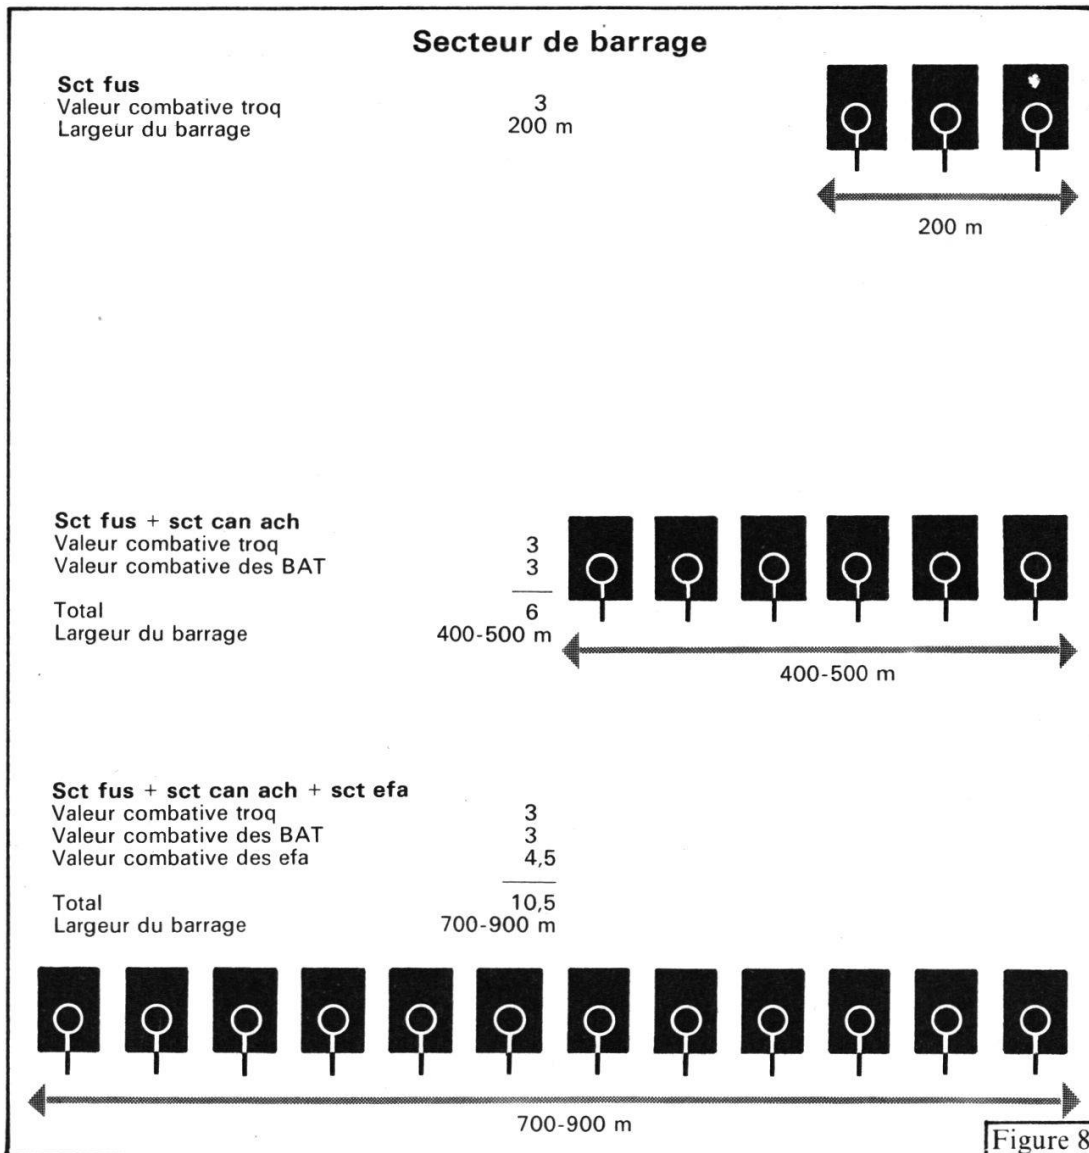 Secteur de barrage
Sct fus
Valeur combative troq 3
Largeur du barrage 200 m
200 m
Sct fus + sct can ach
Valeur combative troq 3
Valeur combative des BAT 3
Total 6
Largeur du barrage 400-500 m
400-500 m
Sct fus + sct can ach + sct efa
Valeur combative troq 3
Valeur combative des BAT 3
Valeur combative des efa 4,5
Total 10,5
Largeur du barrage 700-900 m
700-900 m
Figure 8